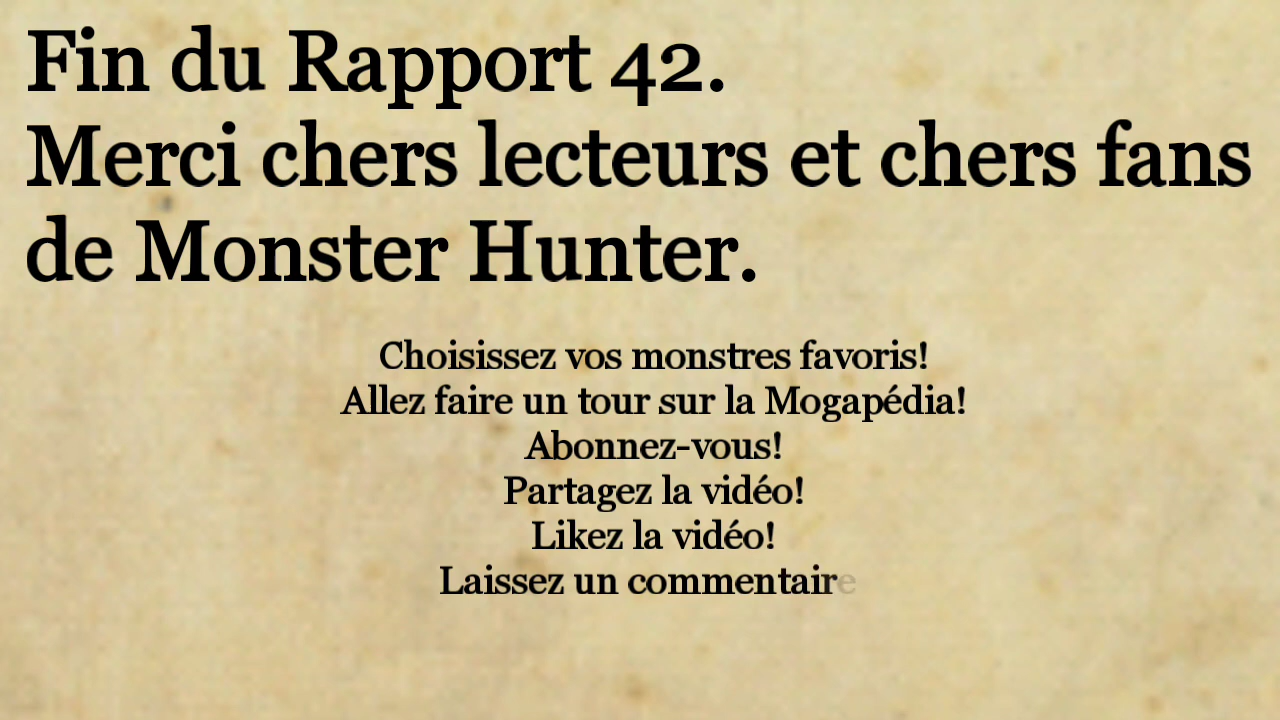 Fin du Rapport 42.
Merci chers lecteurs et chers fans
de Monster Hunter.
Choisissez vos monstres favoris!
Allez faire un tour sur la Mogapédia!
Abonnez-vous!
Partagez la vidéo!
Likez la vidéo!
Laissez un commentaire